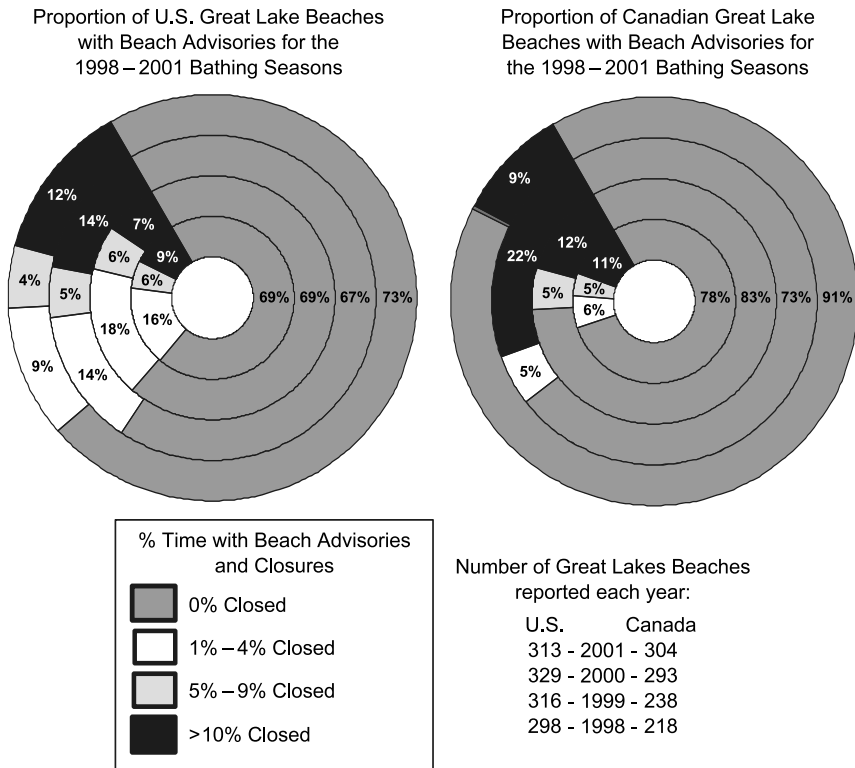 Proportion of U.S. Great Lake Beaches
with Beach Advisories for the
1998–2001 Bathing Seasons
12%
14%
7%
9%
6%
6%
4%
5%
18%
16%
9%
14%
69%
69%
67%
73%
Proportion of Canadian Great Lake
Beaches with Beach Advisories for
the 1998–2001 Bathing Seasons
9%
22%
12%
11%
5%
5%
6%
5%
78%
83%
73%
91%
% Time with Beach Advisories
and Closures
0% Closed
1%–4% Closed
5%–9% Closed
>10% Closed
Number of Great Lakes Beaches
reported each year:
U.S. Canada
313 - 2001 - 304
329 - 2000 - 293
316 - 1999 - 238
298 - 1998 - 218